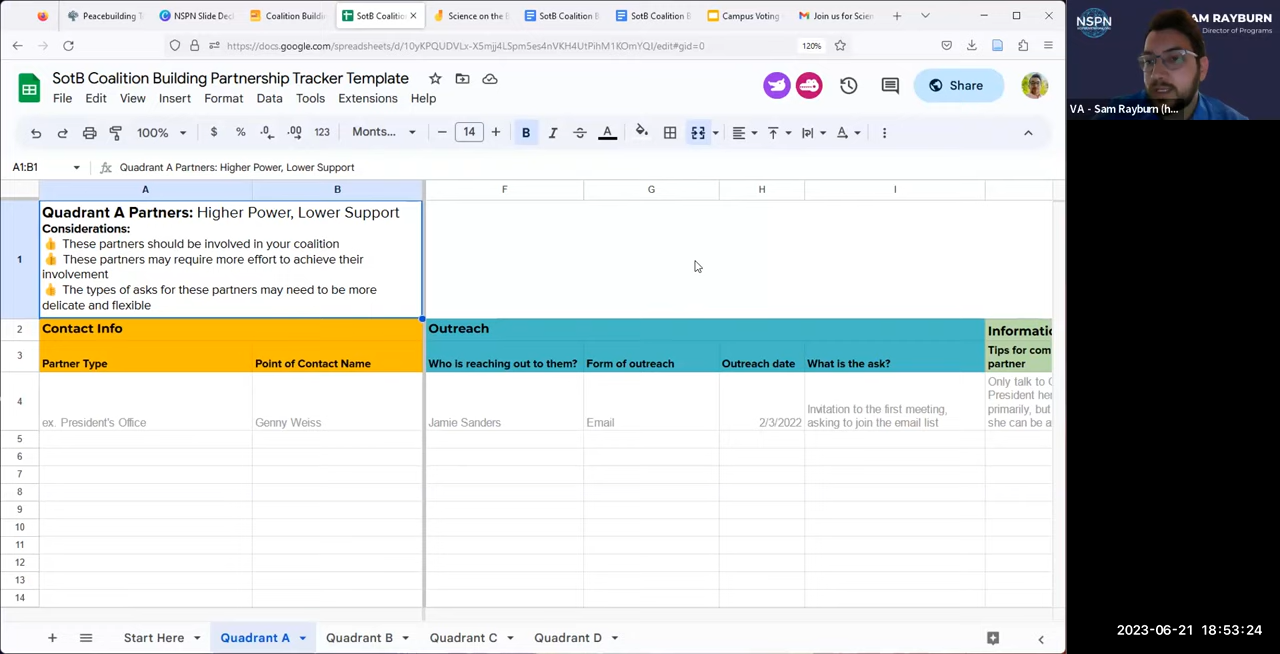 Peacebuilding T
NSPN Slide Dec
Coalition Buildin
SotB Coalitio
Science on the B
SotB Coalition B
SotB Coalition B
Campus Voting
Join us for Scien
https://docs.google.com/spreadsheets/d/10yKPQUDVLx-X5mjj4LSpm5es4nVKH4UtPihM1KOmYQI/edit#gid=0
120%
SotB Coalition Building Partnership Tracker Template
File Edit View Insert Format Data Tools Extensions Help
Share
100% $ % .0 .00 123 Monts... 14 B I A
A1:B1
fx Quadrant A Partners: Higher Power, Lower Support
A B F G H I
1
Quadrant A Partners: Higher Power, Lower Support
Considerations:
👍 These partners should be involved in your coalition
👍 These partners may require more effort to achieve their
involvement
👍 The types of asks for these partners may need to be more
delicate and flexible
2 Contact Info Outreach Informatio
3 Partner Type Point of Contact Name Who is reaching out to them? Form of outreach Outreach date What is the ask? Tips for com
partner
4 ex. President's Office Genny Weiss Jamie Sanders Email 2/3/2022 Invitation to the first meeting,
asking to join the email list
Only talk to
President her
primarily, but
she can be a
5
6
7
8
9
10
11
12
13
14
Start Here Quadrant A Quadrant B Quadrant C Quadrant D
NSPN
AM RAYBURN
Director of Programs
VA - Sam Rayburn (h...
2023-06-21 18:53:24